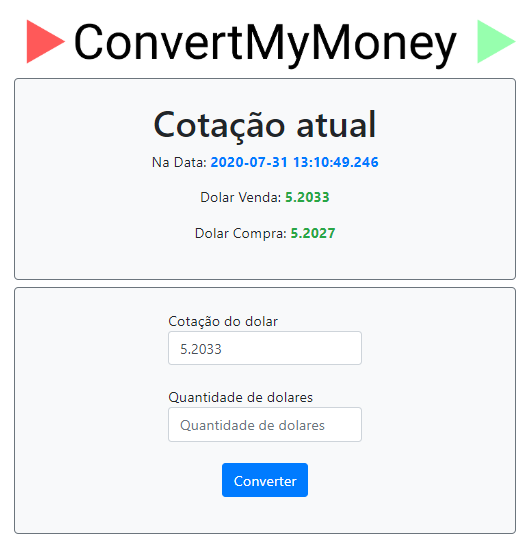 ConvertMyMoney
Cotação atual
Na Data: 2020-07-31 13:10:49.246
Dolar Venda: 5.2033
Dolar Compra: 5.2027
Cotação do dolar
5.2033
Quantidade de dolares
Quantidade de dolares
Converter